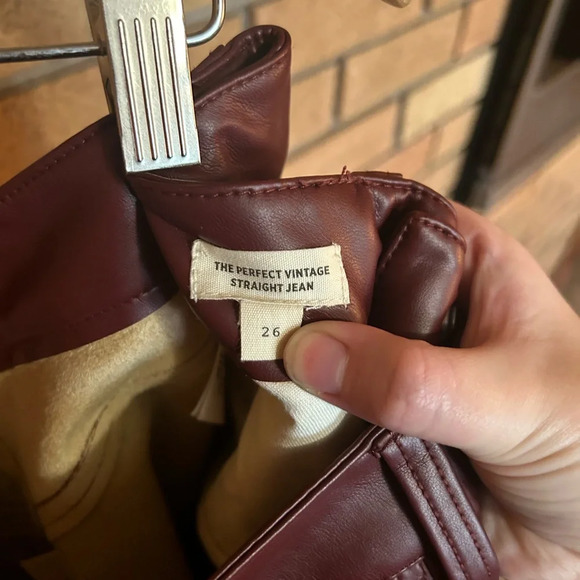 THE PERFECT VINTAGE
STRAIGHT JEAN
26